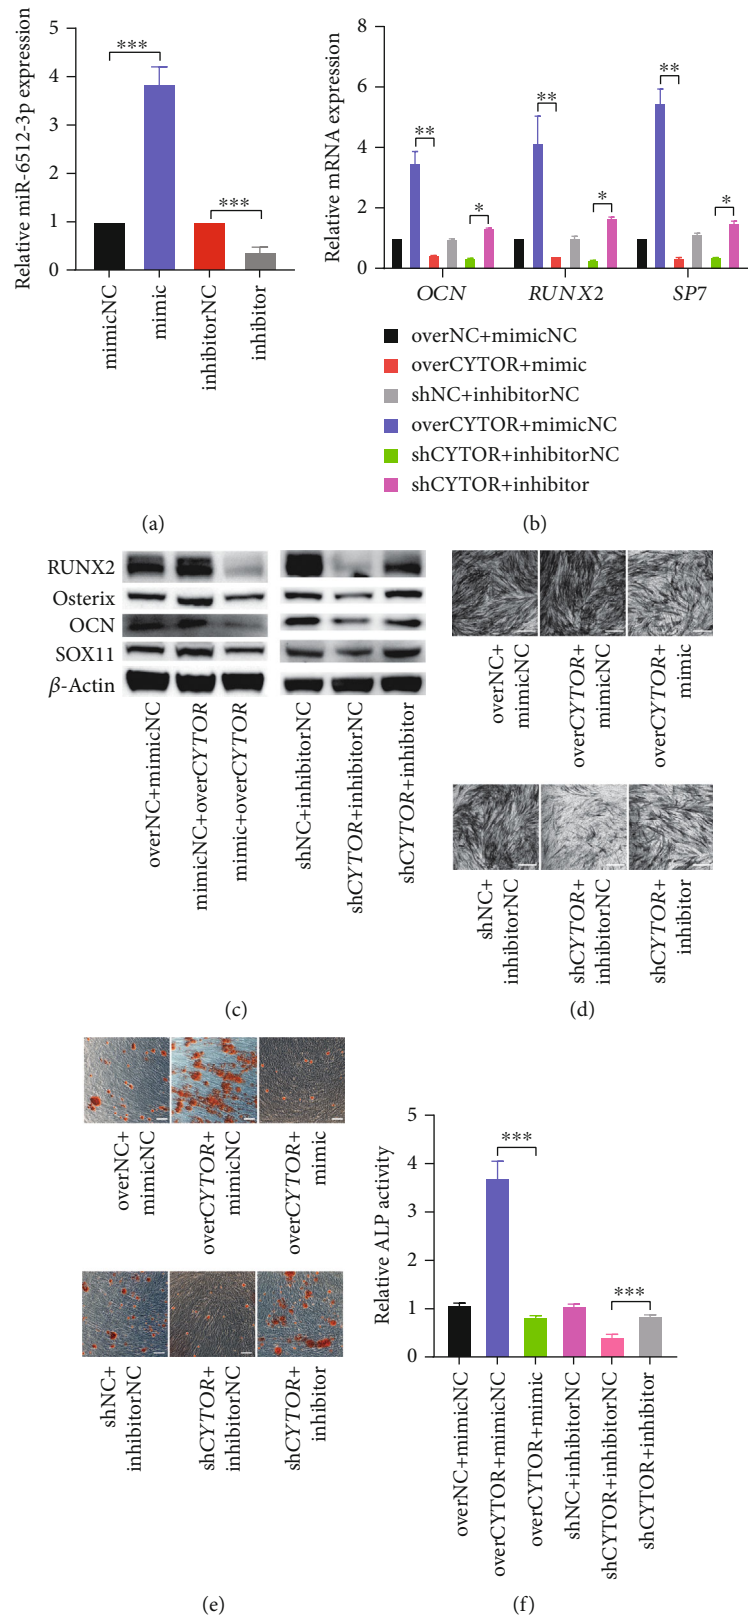 Relative miR-6512-3p expression
5
4
3
2
1
0
***
***
mimicNC
mimic
inhibitorNC
inhibitor
(a)
Relative mRNA expression
8
6
4
2
0
**
*
**
*
**
*
OCN
RUNX2
SP7
overNC+mimicNC
overCYTOR+mimic
shNC+inhibitorNC
overCYTOR+mimicNC
shCYTOR+inhibitorNC
shCYTOR+inhibitor
(b)
RUNX2
Osterix
OCN
SOX11
β-Actin
overNC+mimicNC
mimicNC+overCYTOR
mimic+overCYTOR
shNC+inhibitorNC
shCYTOR+inhibitorNC
shCYTOR+inhibitor
(c)
overNC+
mimicNC
overCYTOR+
mimicNC
overCYTOR+
mimic
shNC+
inhibitorNC
shCYTOR+
inhibitorNC
shCYTOR+
inhibitor
(d)
overNC+
mimicNC
overCYTOR+
mimicNC
overCYTOR+
mimic
shNC+
inhibitorNC
shCYTOR+
inhibitorNC
shCYTOR+
inhibitor
(e)
Relative ALP activity
5
4
3
2
1
0
***
***
overNC+mimicNC
overCYTOR+mimicNC
overCYTOR+mimic
shNC+inhibitorNC
shCYTOR+inhibitorNC
shCYTOR+inhibitor
(f)